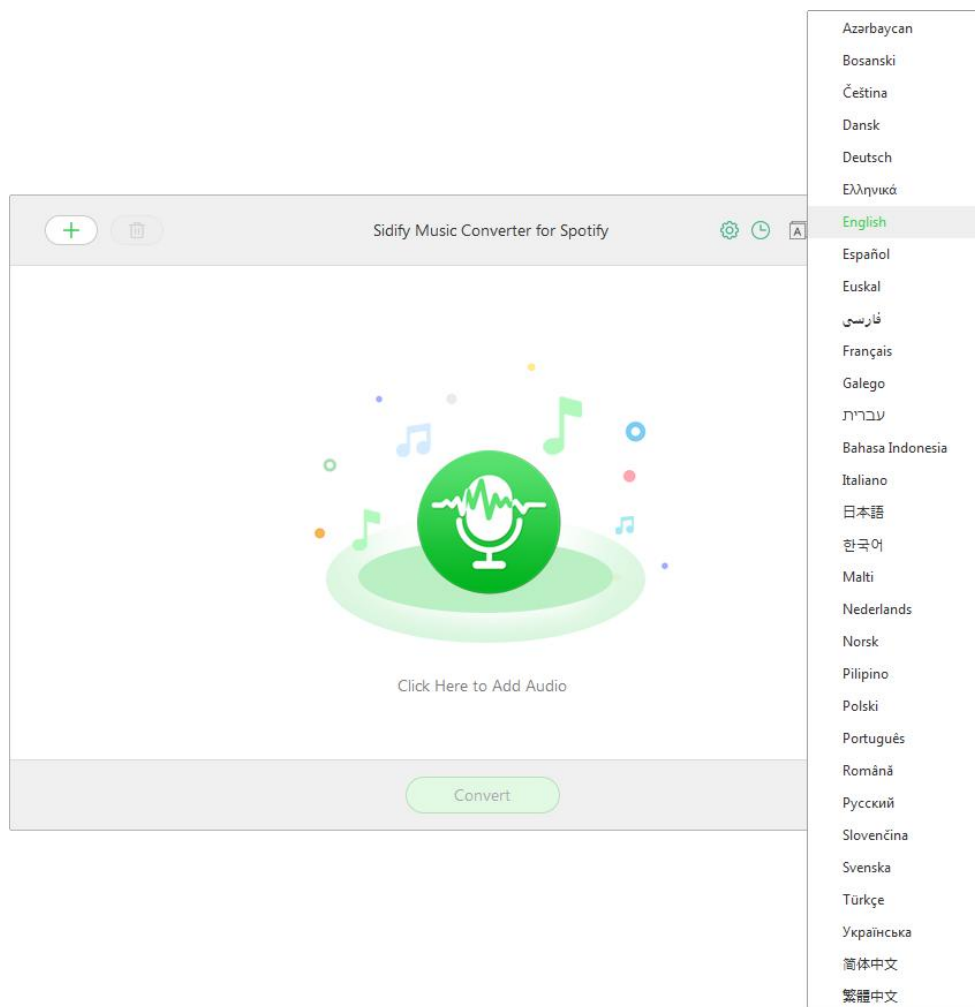 Azərbaycan
Bosanski
Čeština
Dansk
Deutsch
Ελληνικά
English
Español
Euskal
فارسی
Français
Galego
עברית
Bahasa Indonesia
Italiano
日本語
한국어
Malti
Nederlands
Norsk
Pilipino
Polski
Português
Română
Русский
Slovenčina
Svenska
Türkçe
Українська
简体中文
繁體中文
Sidify Music Converter for Spotify
A
Click Here to Add Audio
Convert